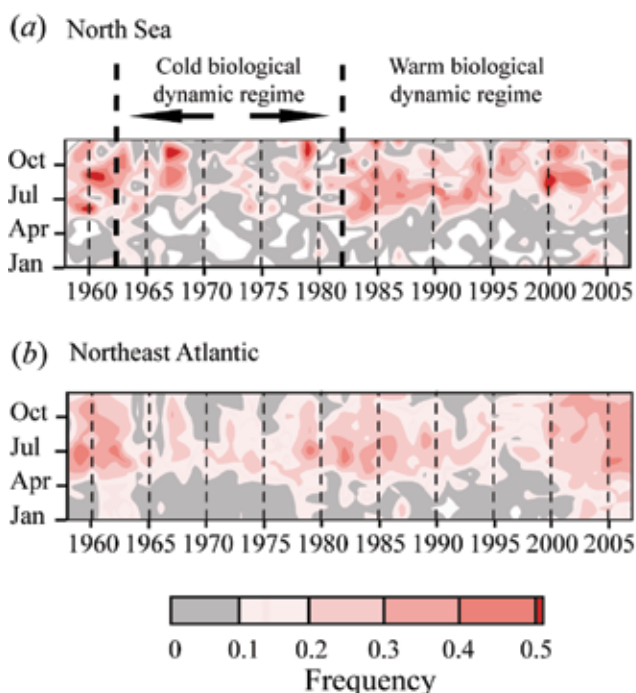 (a) North Sea
Cold biological Warm biological
dynamic regime dynamic regime
Oct
Jul
Apr
Jan
1960 1965 1970 1975 1980 1985 1990 1995 2000 2005
(b) Northeast Atlantic
Oct
Jul
Apr
Jan
1960 1965 1970 1975 1980 1985 1990 1995 2000 2005
0 0.1 0.2 0.3 0.4 0.5
Frequency